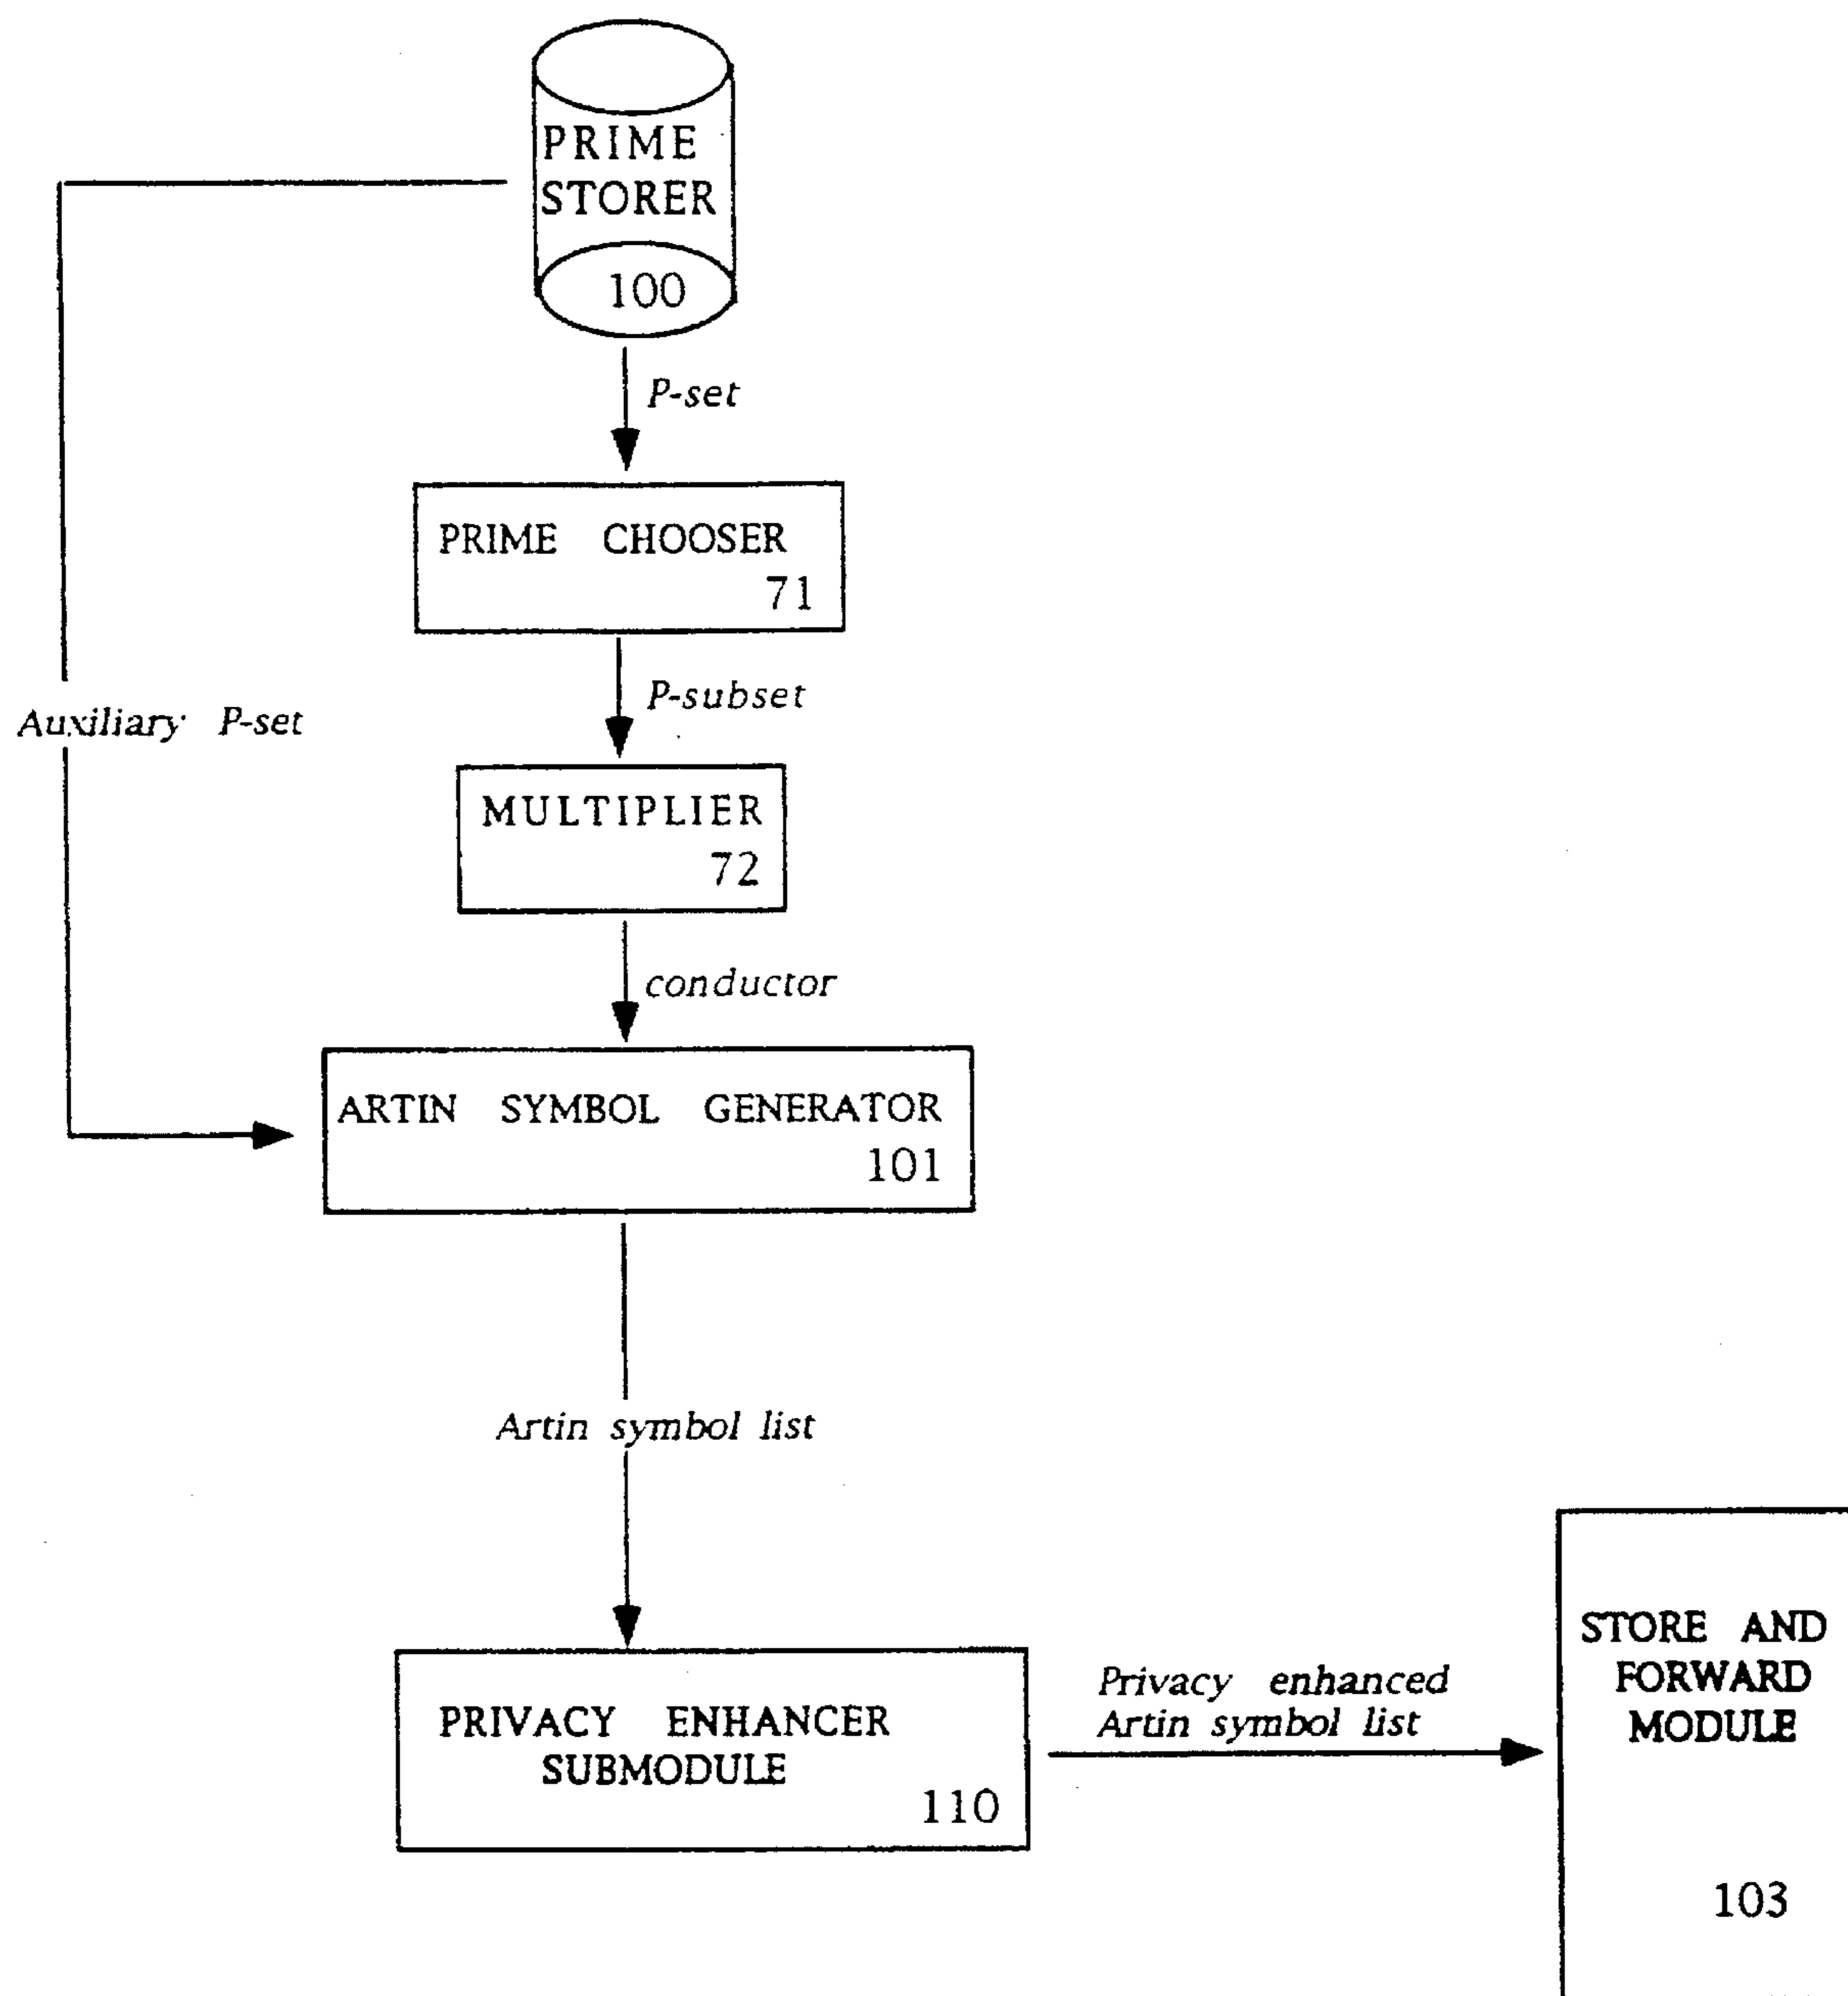 PRIME
STORER
100
P-set
PRIME CHOOSER
71
P-subset
Auxiliary P-set
MULTIPLIER
72
conductor
ARTIN SYMBOL GENERATOR
101
Artin symbol list
PRIVACY ENHANCER
SUBMODULE
110
Privacy enhanced
Artin symbol list
STORE AND
FORWARD
MODULE
103